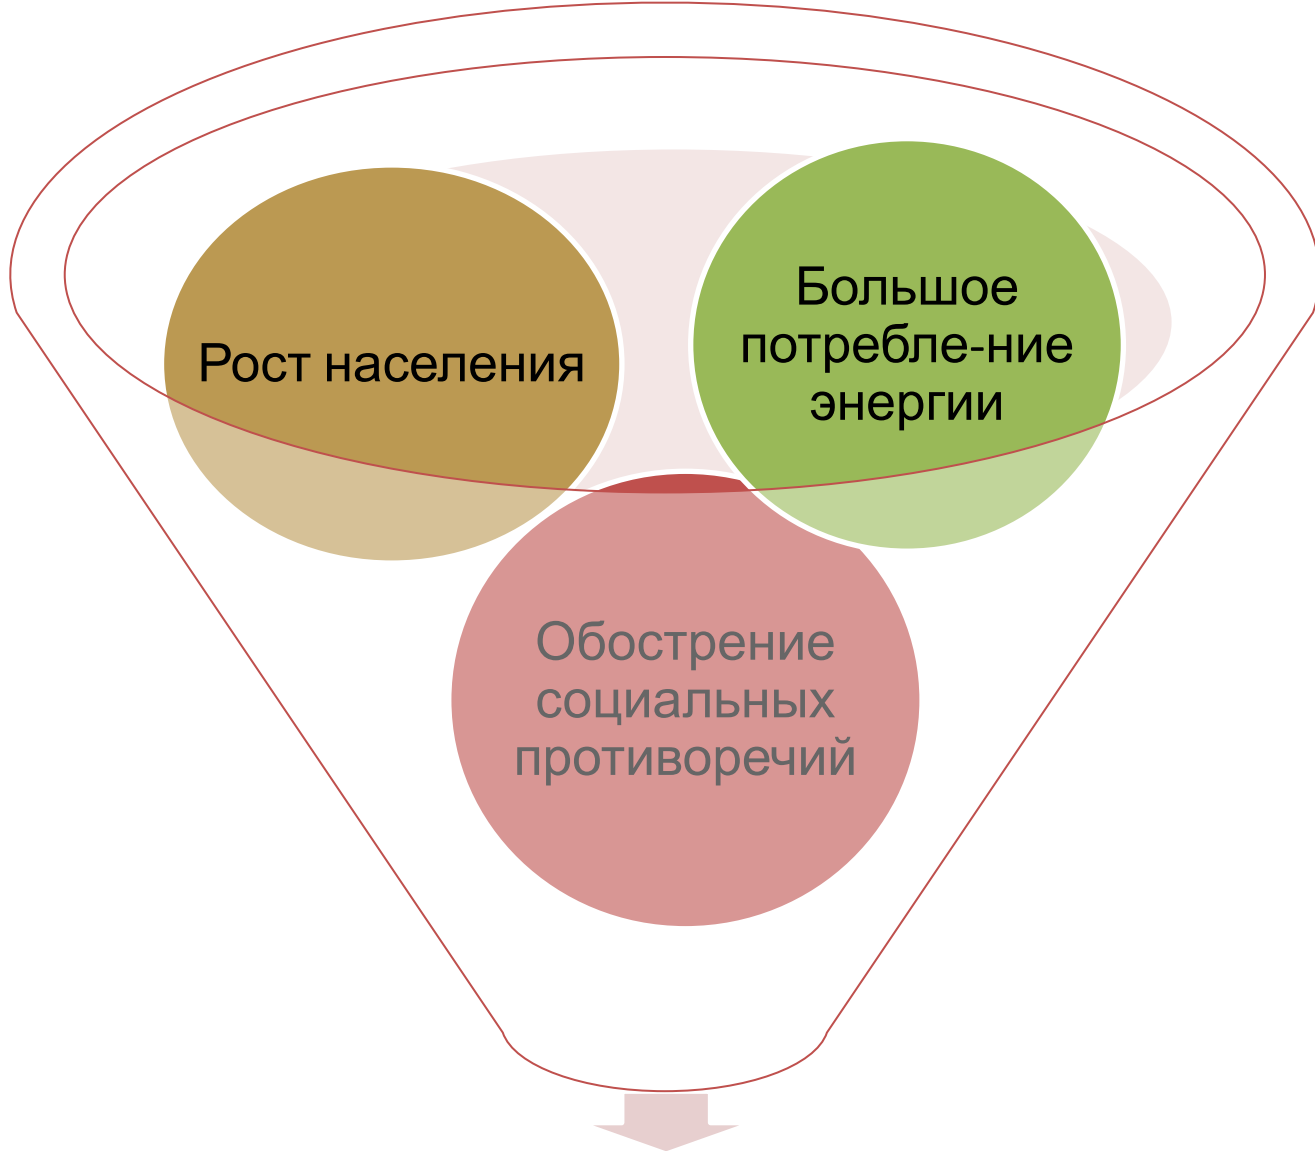 Рост населения
Большое
потребле-ние
энергии
Обострение
социальных
противоречий